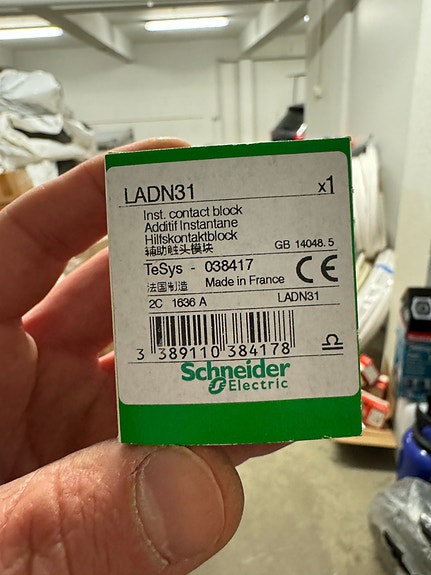 LADN31 x1
Inst. contact block
Additif Instantane
Hilfskontaktblock
辅助触头模块 GB 14048.5
TeSys - 038417
法国制造 Made in France CE
2C 1636 A LADN31
3 389110 384178
Schneider
Electric